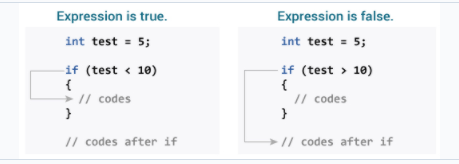 Expression is true.
int test = 5;
if (test < 10)
{
// codes
}
// codes after if
Expression is false.
int test = 5;
if (test > 10)
{
// codes
}
// codes after if